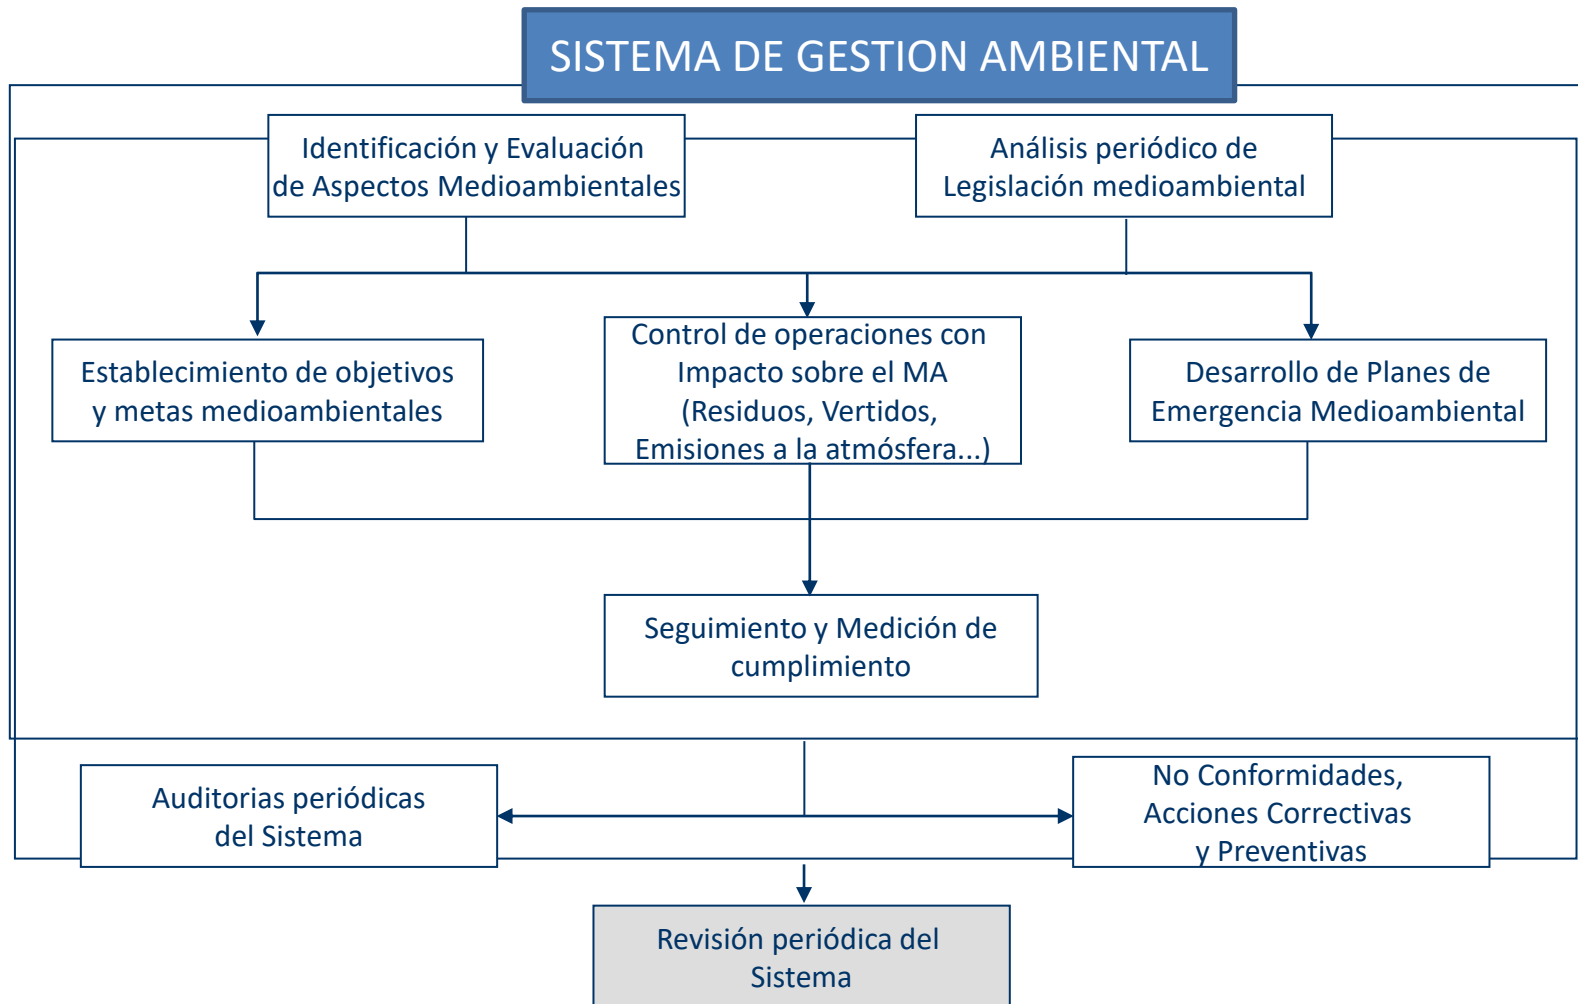 SISTEMA DE GESTION AMBIENTAL
Identificación y Evaluación
de Aspectos Medioambientales
Análisis periódico de
Legislación medioambiental
Establecimiento de objetivos
y metas medioambientales
Control de operaciones con
Impacto sobre el MA
(Residuos, Vertidos,
Emisiones a la atmósfera...)
Desarrollo de Planes de
Emergencia Medioambiental
Seguimiento y Medición de
cumplimiento
Auditorias periódicas
del Sistema
No Conformidades,
Acciones Correctivas
y Preventivas
Revisión periódica del
Sistema